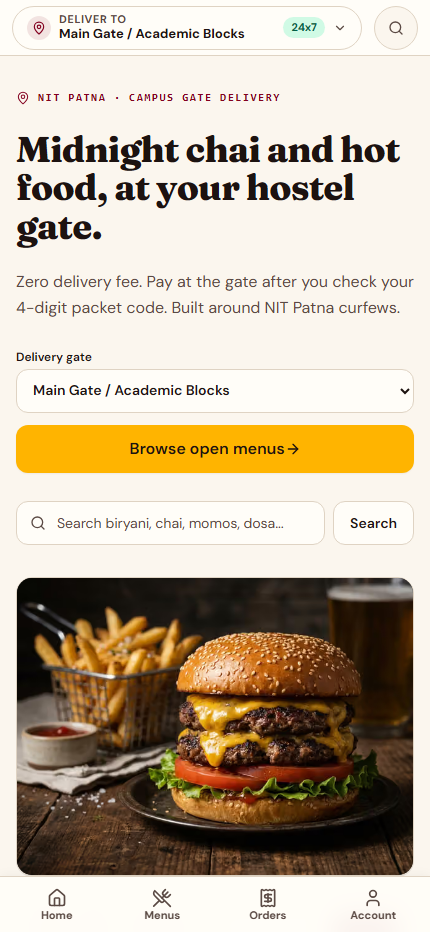 DELIVER TO
Main Gate / Academic Blocks
24x7
NIT PATNA · CAMPUS GATE DELIVERY
Midnight chai and hot
food, at your hostel
gate.
Zero delivery fee. Pay at the gate after you check your
4-digit packet code. Built around NIT Patna curfews.
Delivery gate
Main Gate / Academic Blocks
Browse open menus→
Search biryani, chai, momos, dosa...
Search
Home
Menus
Orders
Account